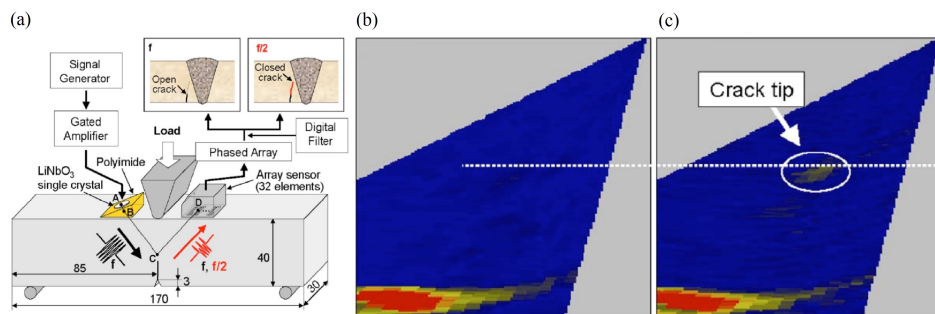 (a)
(b)
(c)
Signal
Generator
Gated
Amplifier
f
Open
crack
f/2
Closed
crack
Digital
Filter
Load
Phased Array
Polyimide
LiNbO3
single crystal
Array sensor
(32 elements)
A
B
D
C
f
f, f/2
85
3
40
170
30
Crack tip